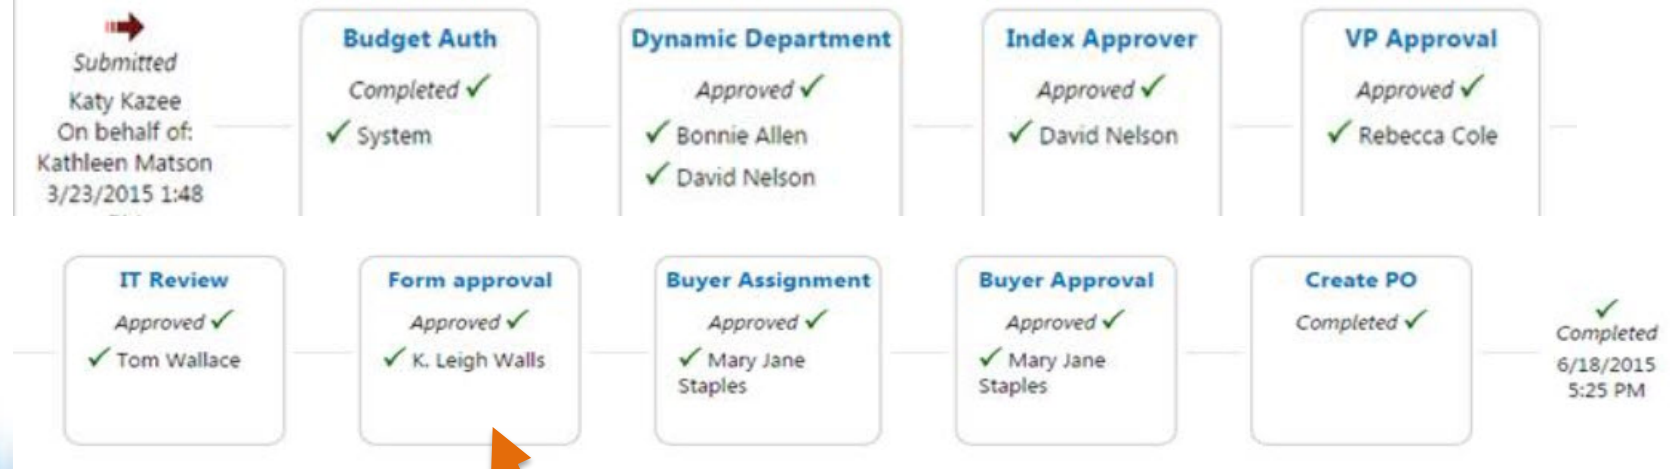 Submitted
Katy Kazee
On behalf of:
Kathleen Matson
3/23/2015 1:48
Budget Auth
Completed ✓
✓ System
Dynamic Department
Approved ✓
✓ Bonnie Allen
✓ David Nelson
Index Approver
Approved ✓
✓ David Nelson
VP Approval
Approved ✓
✓ Rebecca Cole
IT Review
Approved ✓
✓ Tom Wallace
Form approval
Approved ✓
✓ K. Leigh Walls
Buyer Assignment
Approved ✓
✓ Mary Jane
Staples
Buyer Approval
Approved ✓
✓ Mary Jane
Staples
Create PO
Completed ✓
✓
Completed
6/18/2015
5:25 PM